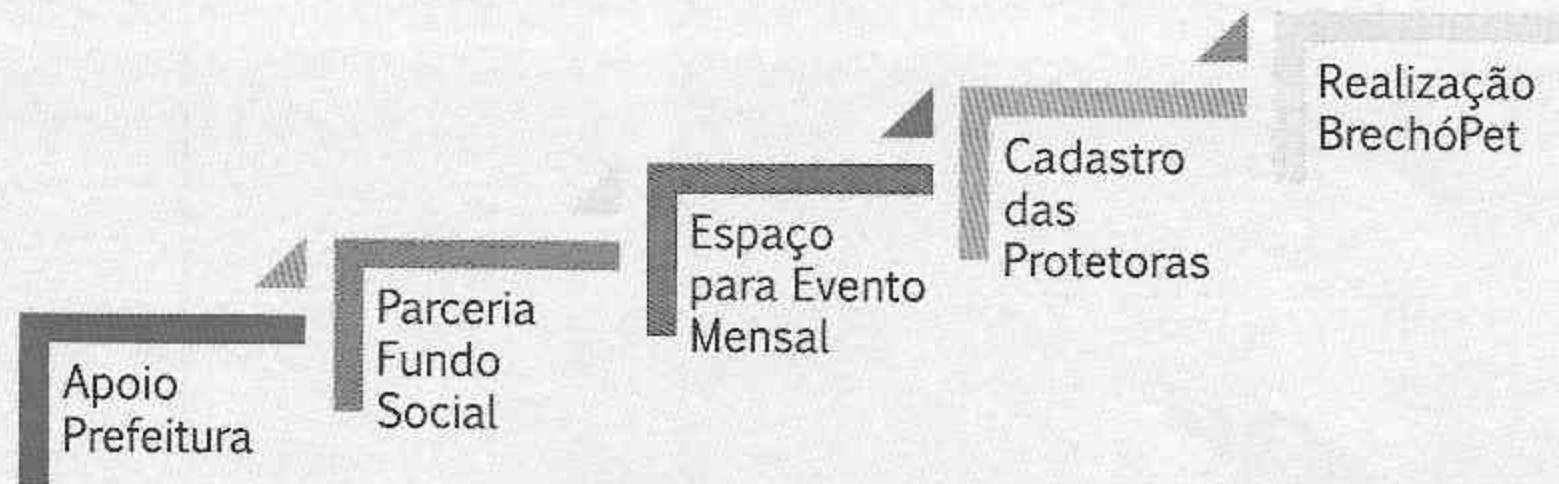 Apoio
Prefeitura
Parceria
Fundo
Social
Espaço
para Evento
Mensal
Cadastro
das
Protetoras
Realização
BrechóPet